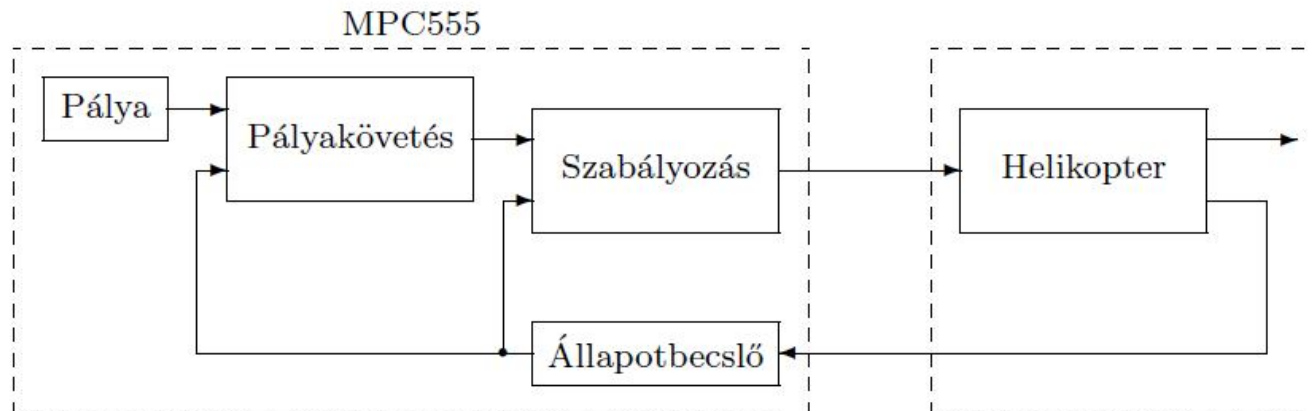 MPC555
Pálya
Pályakövetés
Szabályozás
Helikopter
Állapotbecslő